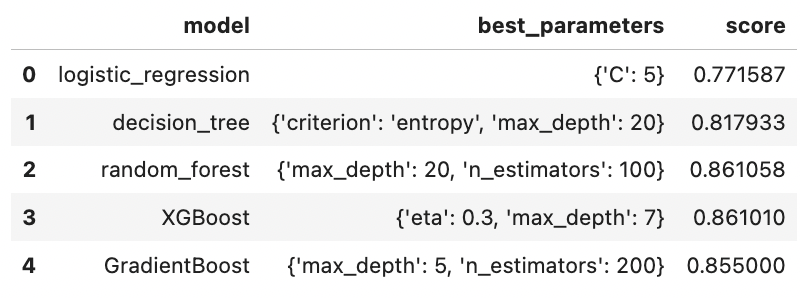 model best_parameters score
0 logistic_regression {'C': 5} 0.771587
1 decision_tree {'criterion': 'entropy', 'max_depth': 20} 0.817933
2 random_forest {'max_depth': 20, 'n_estimators': 100} 0.861058
3 XGBoost {'eta': 0.3, 'max_depth': 7} 0.861010
4 GradientBoost {'max_depth': 5, 'n_estimators': 200} 0.855000